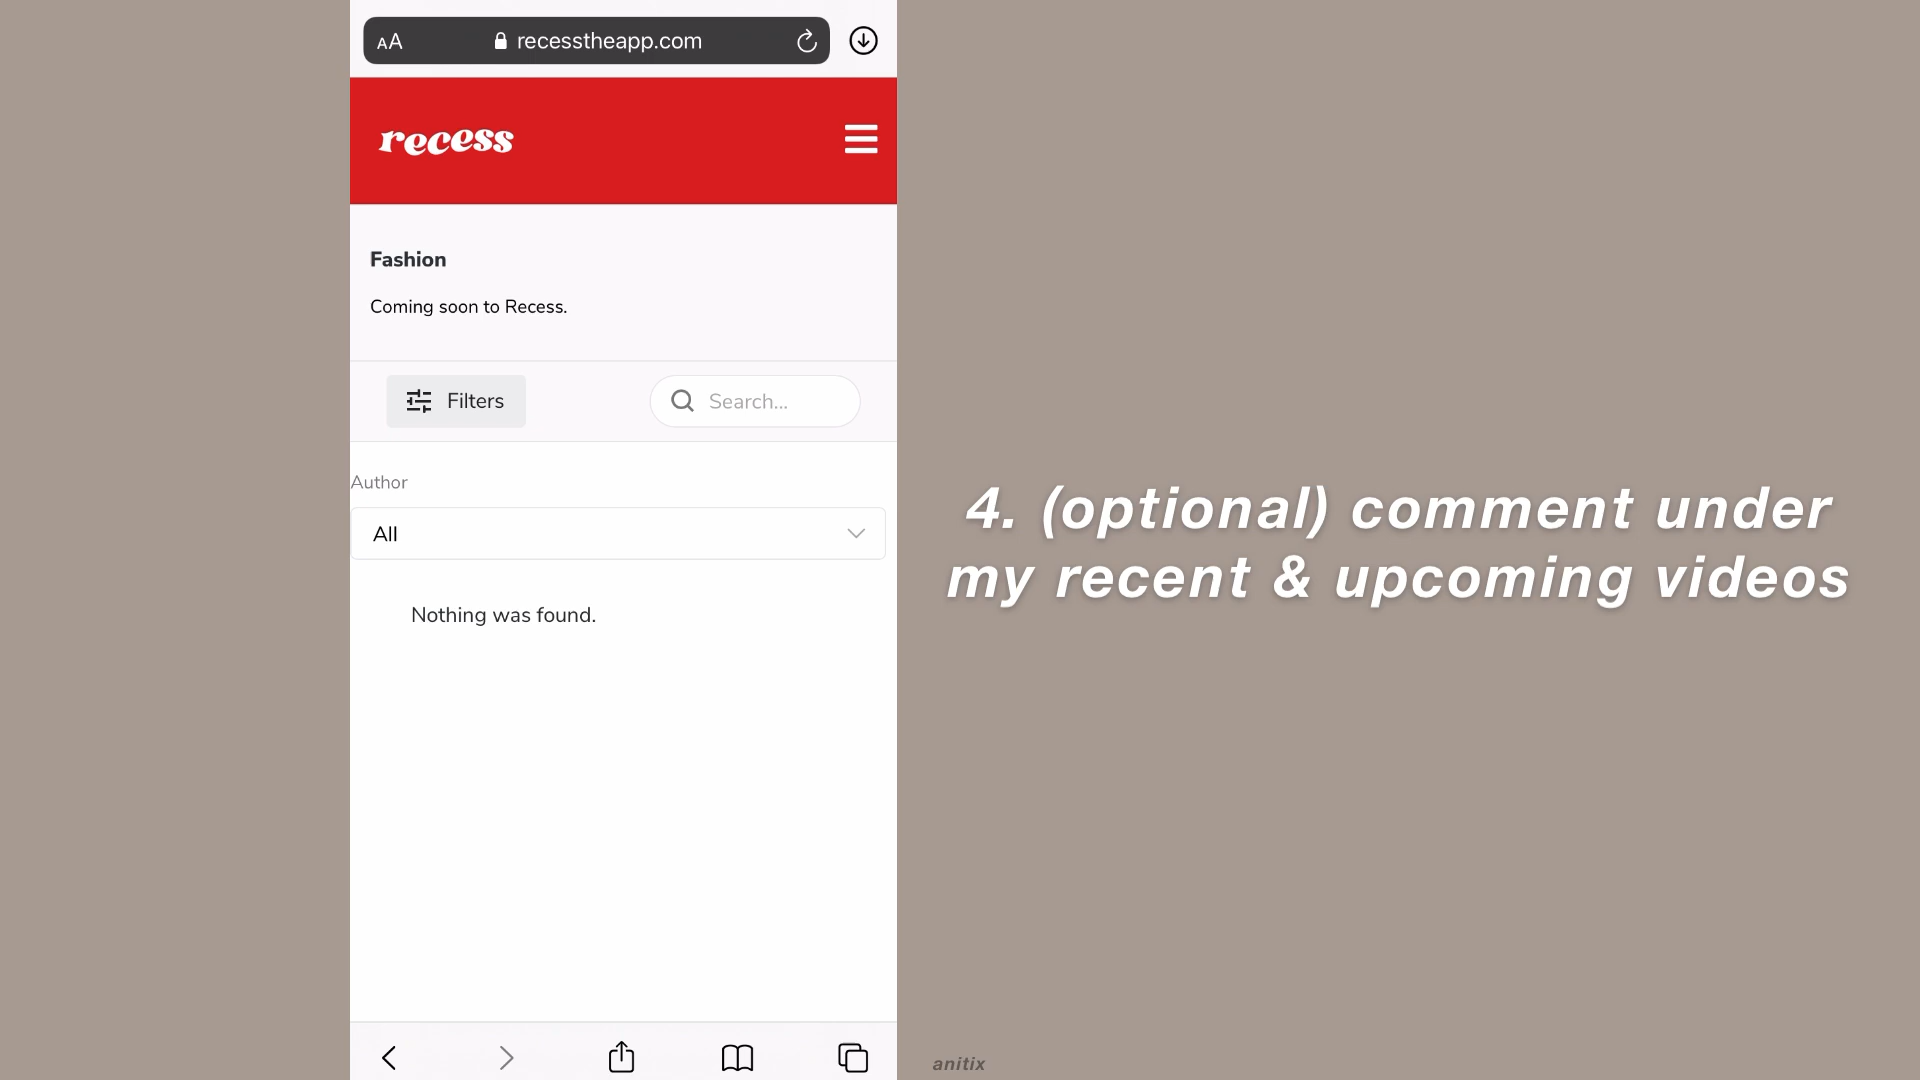 AA
recesstheapp.com
recess
Fashion
Coming soon to Recess.
Filters
Search...
Author
All
Nothing was found.
4. (optional) comment under
my recent & upcoming videos
anitix